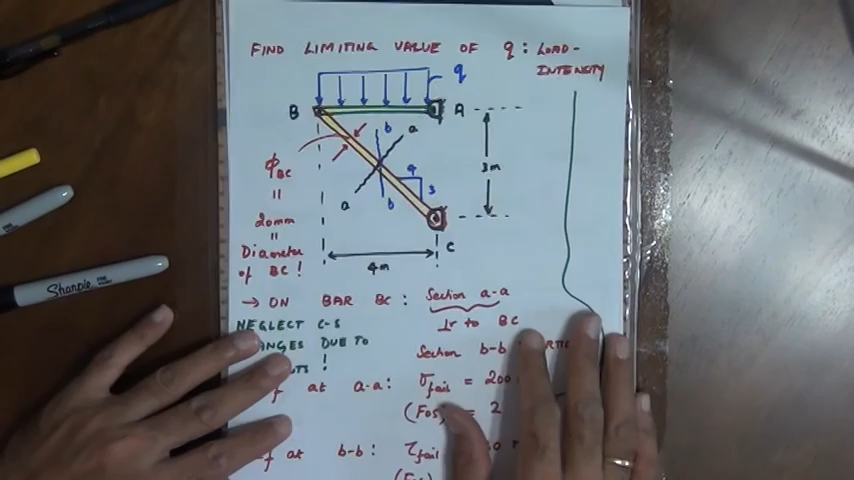 FIND LIMITING VALUE OF q: LOAD-
INTENSITY
q
B
A
b
a
4
3
a
b
C
3m
4m
ϕBC
=
20mm
=
Diameter
of BC!
→ ON BAR BC: Section a-a
⊥r to BC
NEGLECT C-S
DUE TO
Section b-b:
at a-a: σfail = 200
(FoS) = 2
at b-b: τfail
Sharpie